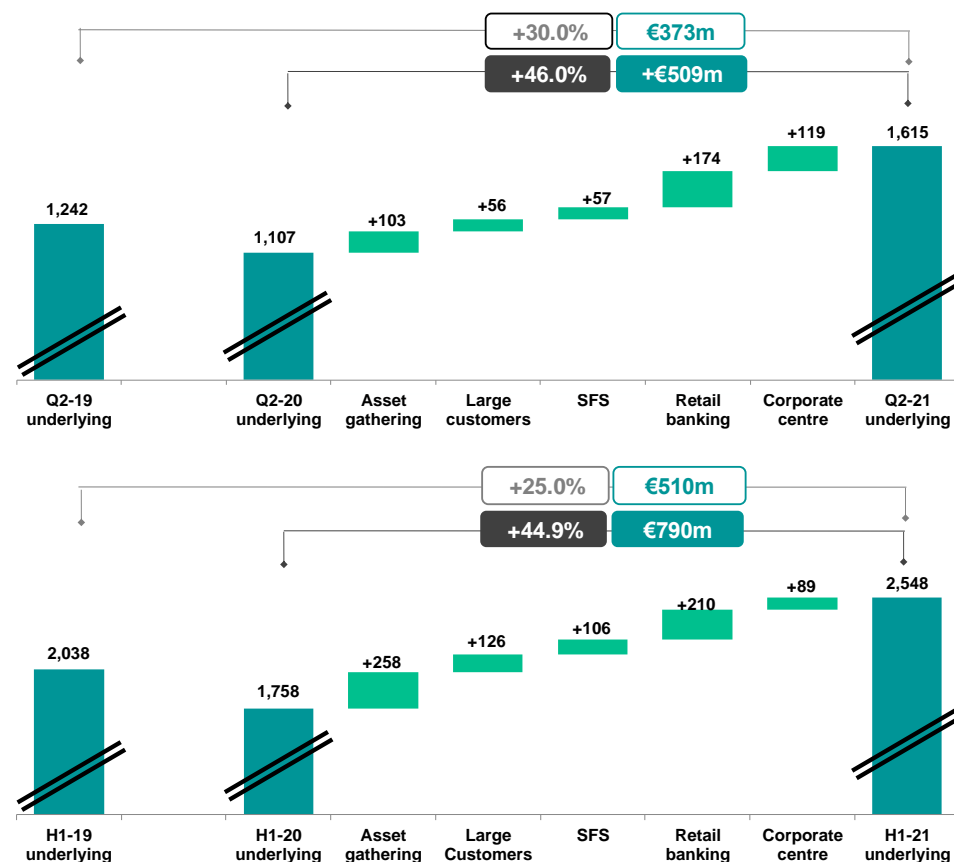 +30.0% €373m
+46.0% +€509m
1,242
1,107
+103
+56
+57
+174
+119
1,615
Q2-19
underlying
Q2-20
underlying
Asset
gathering
Large
customers
SFS
Retail
banking
Corporate
centre
Q2-21
underlying
+25.0% €510m
+44.9% €790m
2,038
1,758
+258
+126
+106
+210
+89
2,548
H1-19
underlying
H1-20
underlying
Asset
gathering
Large
Customers
SFS
Retail
banking
Corporate
centre
H1-21
underlying